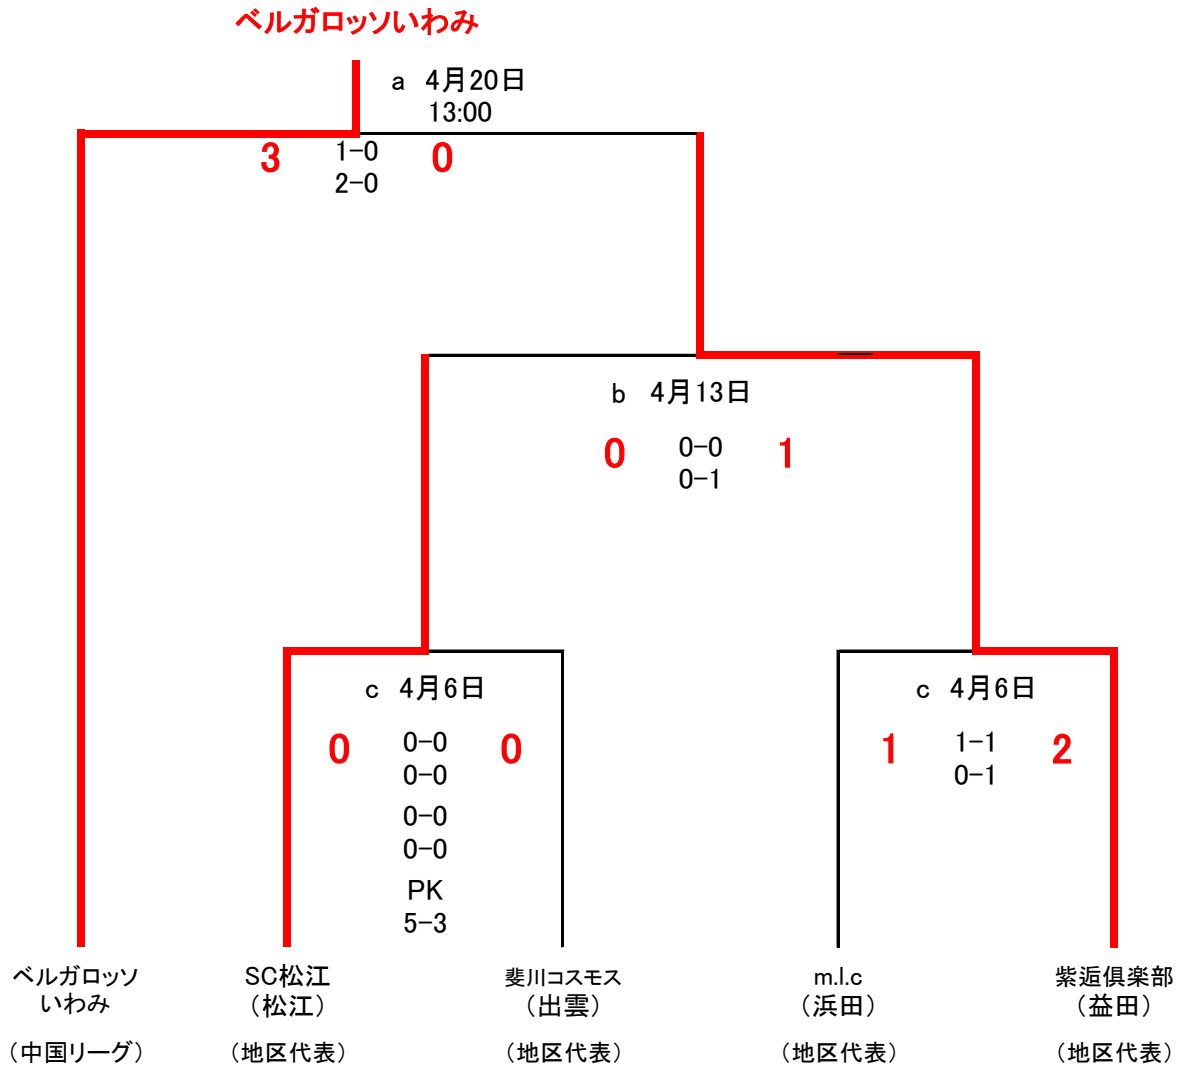 ベルガロッソいわみ
a 4月20日
13:00
3 1-0 0
2-0
b 4月13日
0 0-0 1
0-1
c 4月6日
0 0-0 0
0-0
0-0
0-0
PK
5-3
c 4月6日
1 1-1 2
0-1
ベルガロッソ
いわみ
(中国リーグ)
SC松江
(松江)
(地区代表)
斐川コスモス
(出雲)
(地区代表)
m.l.c
(浜田)
(地区代表)
紫逅倶楽部
(益田)
(地区代表)